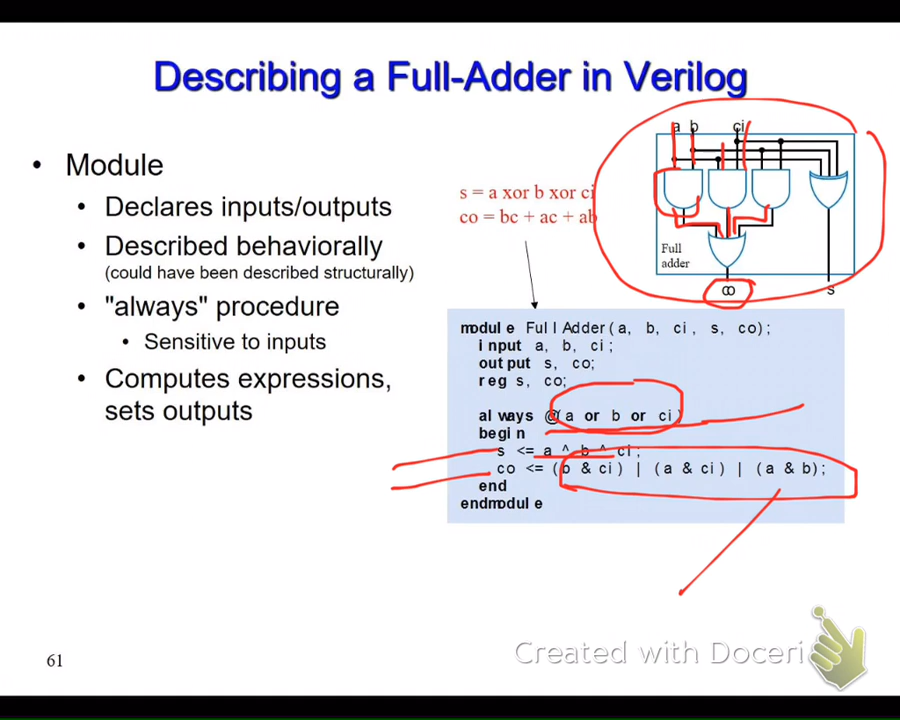 Describing a Full-Adder in Verilog
• Module
• Declares inputs/outputs
• Described behaviorally
(could have been described structurally)
• "always" procedure
• Sensitive to inputs
• Computes expressions,
sets outputs
s = a xor b xor ci
co = bc + ac + ab
a b ci
Full
adder
co s
module FullAdder(a, b, ci, s, co);
input a, b, ci;
output s, co;
reg s, co;
always @(a or b or ci)
begin
s <= a ^ b ^ ci;
co <= (b & ci) | (a & ci) | (a & b);
end
endmodule
61
Created with Doceri